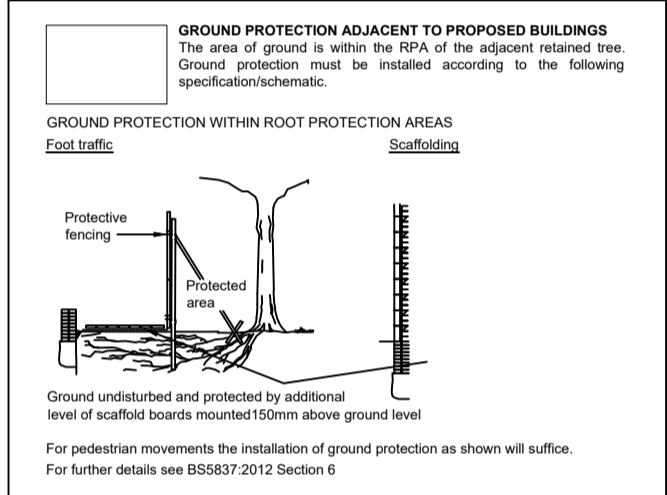 GROUND PROTECTION ADJACENT TO PROPOSED BUILDINGS
The area of ground is within the RPA of the adjacent retained tree.
Ground protection must be installed according to the following
specification/schematic.
GROUND PROTECTION WITHIN ROOT PROTECTION AREAS
Foot traffic
Scaffolding
Protective
fencing
Protected
area
Ground undisturbed and protected by additional
level of scaffold boards mounted150mm above ground level
For pedestrian movements the installation of ground protection as shown will suffice.
For further details see BS5837:2012 Section 6